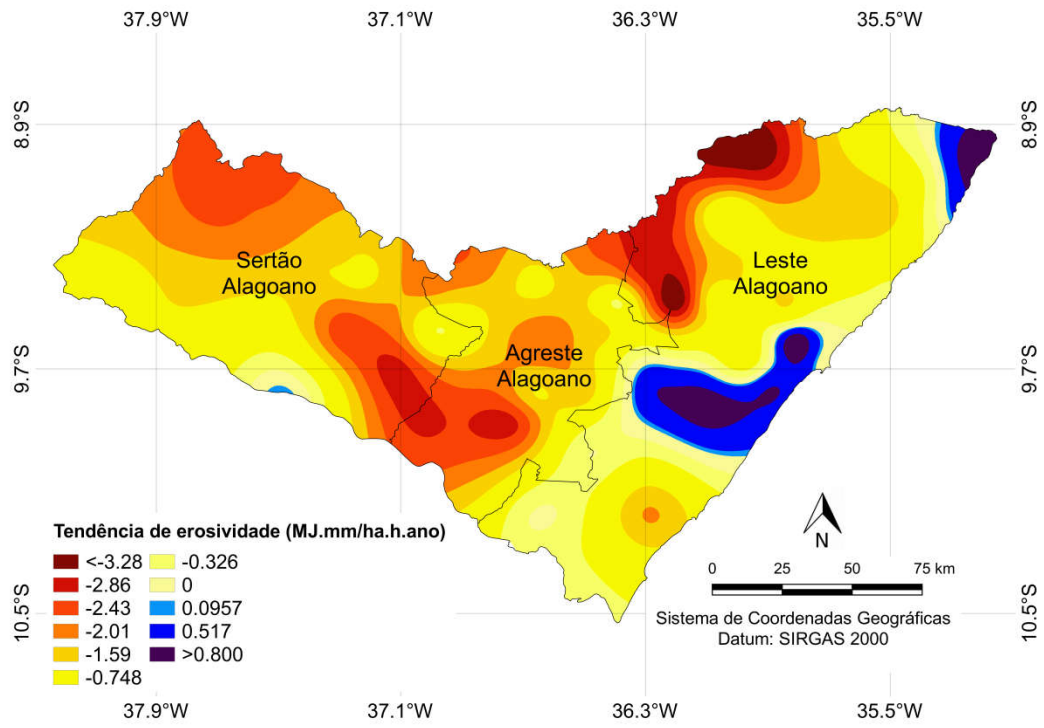 37.9°W 37.1°W 36.3°W 35.5°W
8.9°S 8.9°S
Sertão
Alagoano
Leste
Alagoano
Agreste
Alagoano
9.7°S 9.7°S
Tendência de erosividade (MJ.mm/ha.h.ano)
<-3.28 -0.326
-2.86 0
-2.43 0.0957
-2.01 0.517
-1.59 >0.800
-0.748
N
0 25 50 75 km
Sistema de Coordenadas Geográficas
Datum: SIRGAS 2000
10.5°S 10.5°S
37.9°W 37.1°W 36.3°W 35.5°W